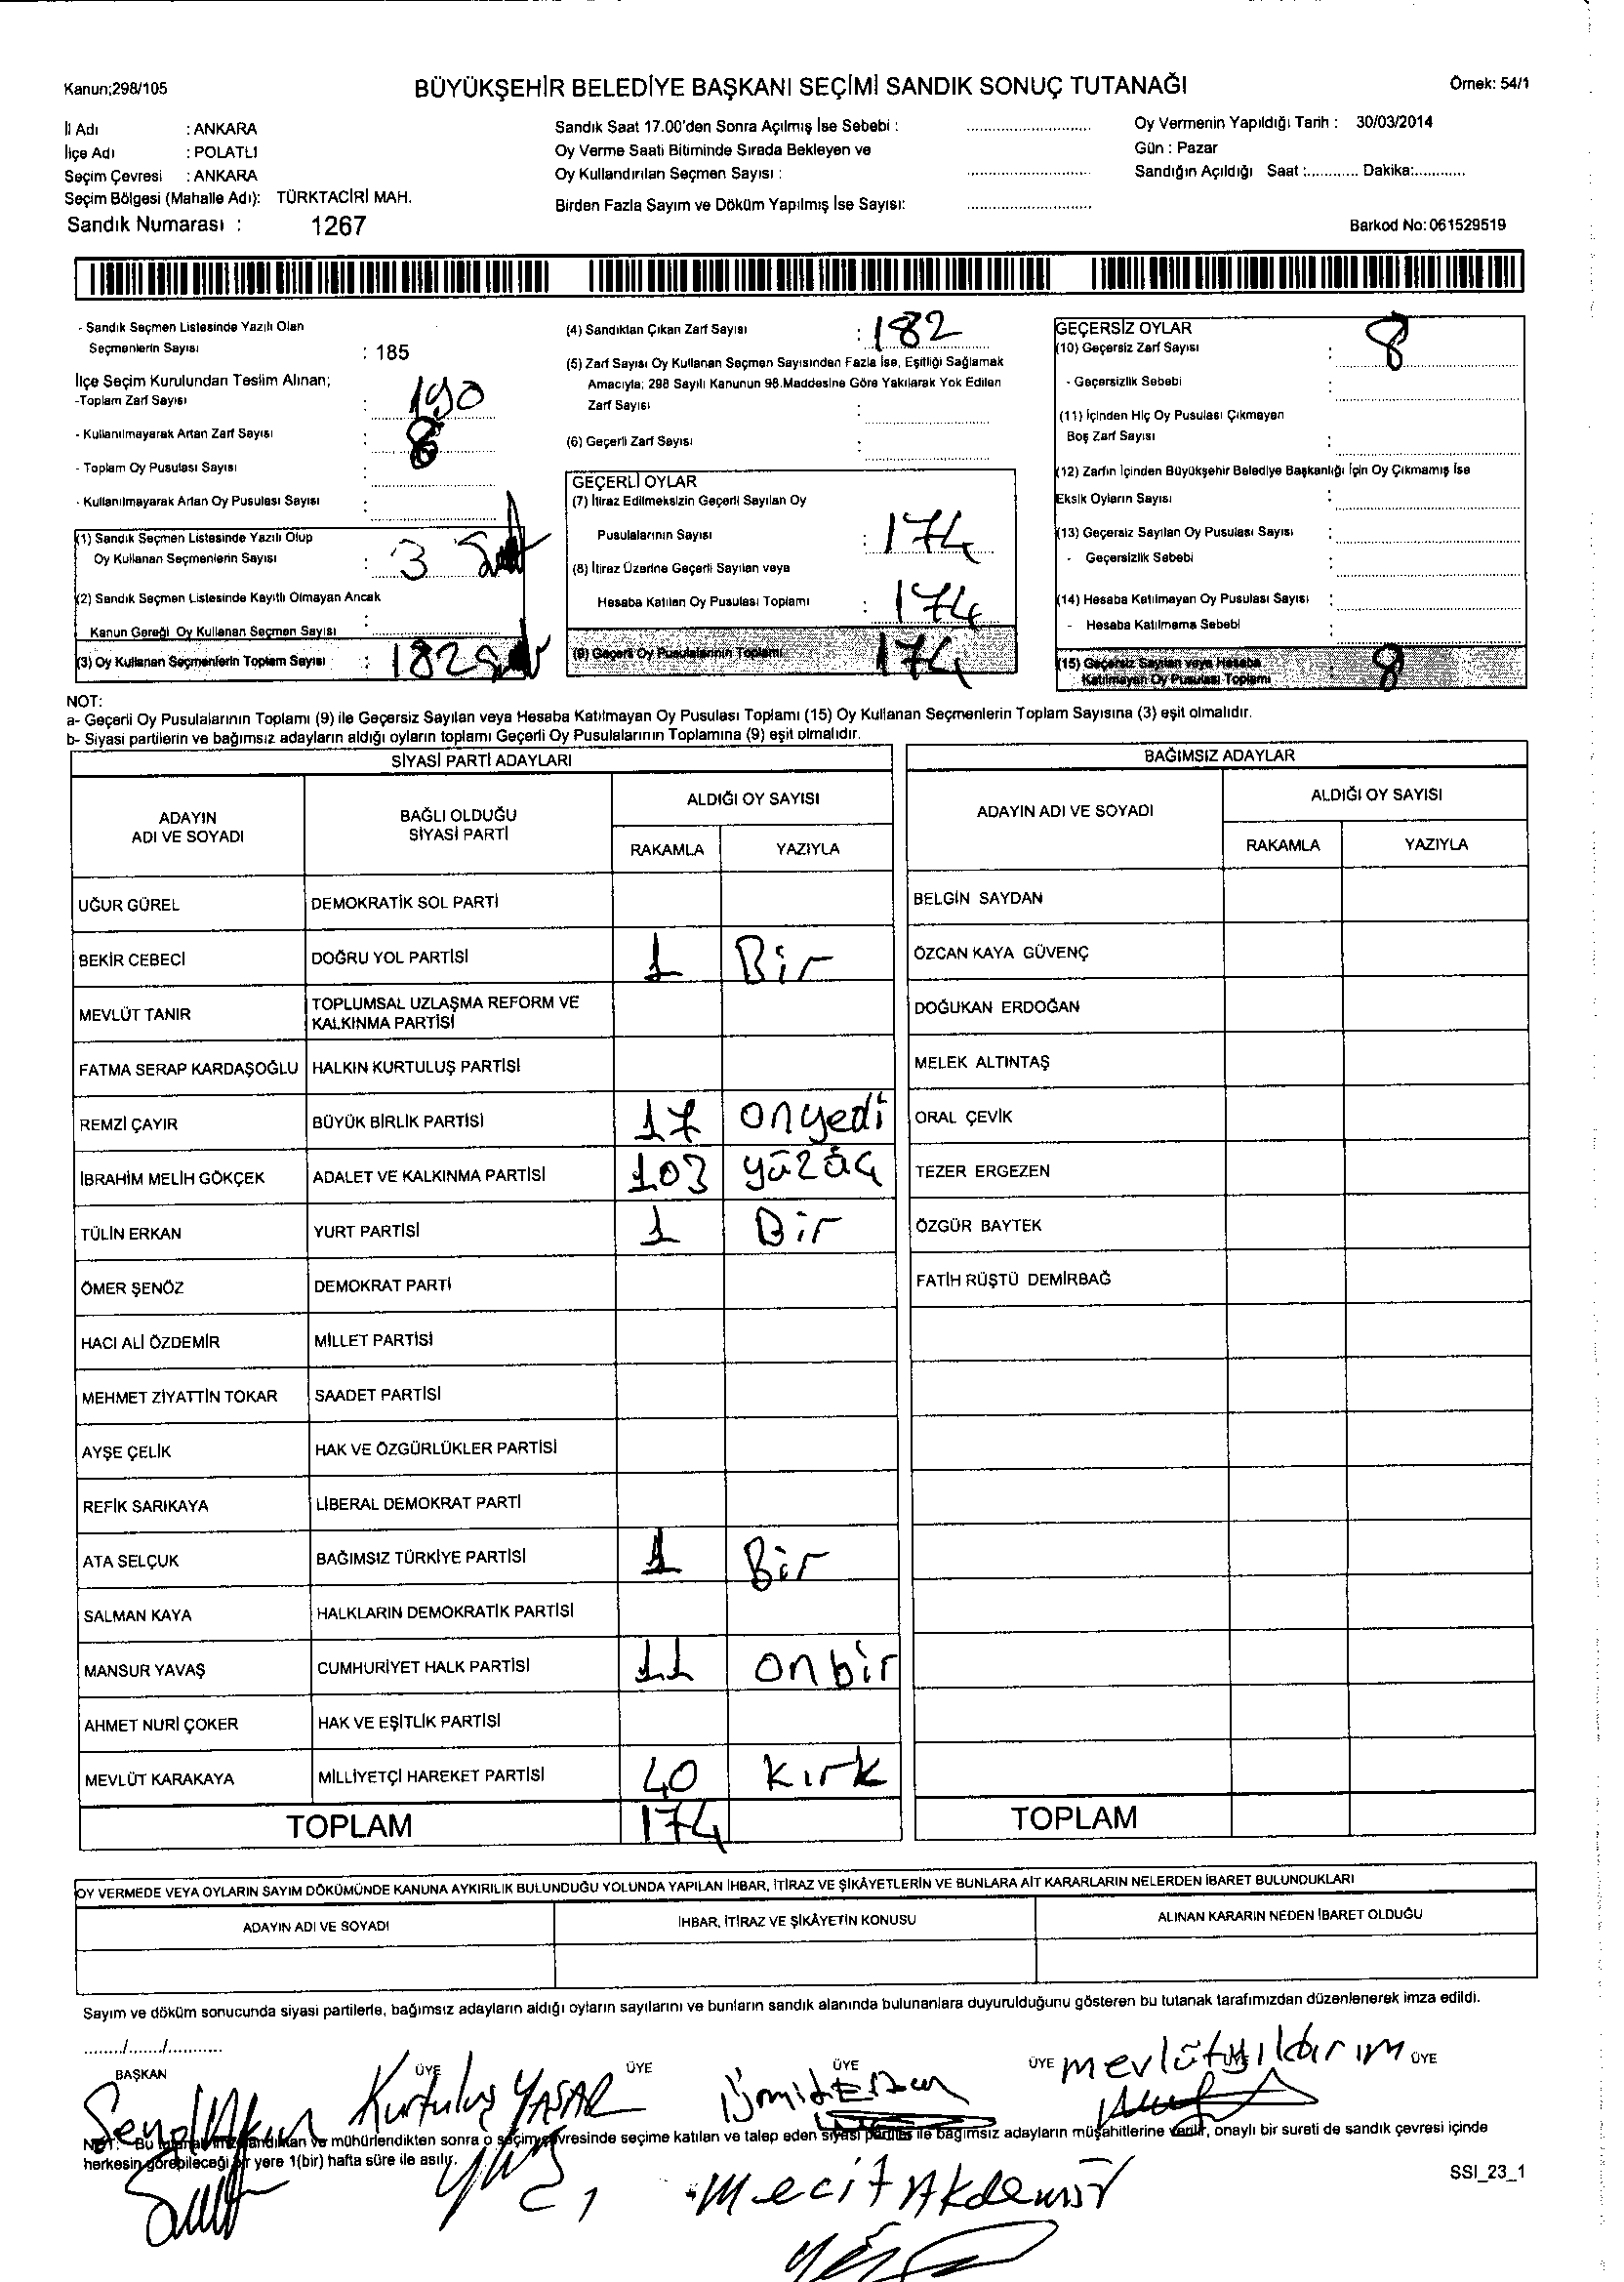 Kanun;298/105
BÜYÜKŞEHİR BELEDİYE BAŞKANI SEÇİMİ SANDIK SONUÇ TUTANAĞI
Örnek: 54/1
İl Adı : ANKARA
İlçe Adı : POLATLI
Seçim Çevresi : ANKARA
Seçim Bölgesi (Mahalle Adı): TÜRKTACİRİ MAH.
Sandık Numarası : 1267
Sandık Saat 17.00'den Sonra Açılmış İse Sebebi :
Oy Verme Saati Bitiminde Sırada Bekleyen ve
Oy Kullandırılan Seçmen Sayısı :
Birden Fazla Sayım ve Döküm Yapılmış İse Sayısı:
Oy Vermenin Yapıldığı Tarih : 30/03/2014
Gün : Pazar
Sandığın Açıldığı Saat :............ Dakika:............
Barkod No:061529519
- Sandık Seçmen Listesinde Yazılı Olan
Seçmenlerin Sayısı : 185
İlçe Seçim Kurulundan Teslim Alınan;
-Toplam Zarf Sayısı : 190
- Kullanılmayarak Artan Zarf Sayısı : 8
- Toplam Oy Pusulası Sayısı :
- Kullanılmayarak Artan Oy Pusulası Sayısı :
(1) Sandık Seçmen Listesinde Yazılı Olup
Oy Kullanan Seçmenlerin Sayısı : 3
(2) Sandık Seçmen Listesinde Kayıtlı Olmayan Ancak
Kanun Gereği Oy Kullanan Seçmen Sayısı :
(3) Oy Kullanan Seçmenlerin Toplam Sayısı : 182
(4) Sandıktan Çıkan Zarf Sayısı : 182
(5) Zarf Sayısı Oy Kullanan Seçmen Sayısından Fazla İse, Eşitliği Sağlamak
Amacıyla; 298 Sayılı Kanunun 98.Maddesine Göre Yakılarak Yok Edilen
Zarf Sayısı :
(6) Geçerli Zarf Sayısı :
GEÇERLİ OYLAR
(7) İtiraz Edilmeksizin Geçerli Sayılan Oy
Pusulalarının Sayısı : 174
(8) İtiraz Üzerine Geçerli Sayılan veya
Hesaba Katılan Oy Pusulası Toplamı : 174
(9) Geçerli Oy Pusulalarının Toplamı 174
GEÇERSİZ OYLAR
(10) Geçersiz Zarf Sayısı : 8
- Geçersizlik Sebebi :
(11) İçinden Hiç Oy Pusulası Çıkmayan
Boş Zarf Sayısı :
(12) Zarfın İçinden Büyükşehir Belediye Başkanlığı İçin Oy Çıkmamış İse
Eksik Oyların Sayısı :
(13) Geçersiz Sayılan Oy Pusulası Sayısı :
- Geçersizlik Sebebi :
(14) Hesaba Katılmayan Oy Pusulası Sayısı :
- Hesaba Katılmama Sebebi :
(15) Geçersiz Sayılan veya Hesaba
Katılmayan Oy Pusulası Toplamı : 8
NOT:
a- Geçerli Oy Pusulalarının Toplamı (9) ile Geçersiz Sayılan veya Hesaba Katılmayan Oy Pusulası Toplamı (15) Oy Kullanan Seçmenlerin Toplam Sayısına (3) eşit olmalıdır.
b- Siyasi partilerin ve bağımsız adayların aldığı oyların toplamı Geçerli Oy Pusulalarının Toplamına (9) eşit olmalıdır.
SİYASİ PARTİ ADAYLARI
ADAYIN ADI VE SOYADI
BAĞLI OLDUĞU SİYASİ PARTİ
ALDIĞI OY SAYISI
RAKAMLA YAZIYLA
UĞUR GÜREL DEMOKRATİK SOL PARTİ
BEKİR CEBECİ DOĞRU YOL PARTİSİ 1 Bir
MEVLÜT TANIR TOPLUMSAL UZLAŞMA REFORM VE KALKINMA PARTİSİ
FATMA SERAP KARDAŞOĞLU HALKIN KURTULUŞ PARTİSİ
REMZİ ÇAYIR BÜYÜK BİRLİK PARTİSİ 17 onyedi
İBRAHİM MELİH GÖKÇEK ADALET VE KALKINMA PARTİSİ 103 yüzüç
TÜLİN ERKAN YURT PARTİSİ 1 Bir
ÖMER ŞENÖZ DEMOKRAT PARTİ
HACI ALİ ÖZDEMİR MİLLET PARTİSİ
MEHMET ZİYATTİN TOKAR SAADET PARTİSİ
AYŞE ÇELİK HAK VE ÖZGÜRLÜKLER PARTİSİ
REFİK SARIKAYA LİBERAL DEMOKRAT PARTİ
ATA SELÇUK BAĞIMSIZ TÜRKİYE PARTİSİ 1 Bir
SALMAN KAYA HALKLARIN DEMOKRATİK PARTİSİ
MANSUR YAVAŞ CUMHURİYET HALK PARTİSİ 11 onbir
AHMET NURİ ÇOKER HAK VE EŞİTLİK PARTİSİ
MEVLÜT KARAKAYA MİLLİYETÇİ HAREKET PARTİSİ 40 kırk
TOPLAM 174
BAĞIMSIZ ADAYLAR
ADAYIN ADI VE SOYADI
ALDIĞI OY SAYISI
RAKAMLA YAZIYLA
BELGİN SAYDAN
ÖZCAN KAYA GÜVENÇ
DOĞUKAN ERDOĞAN
MELEK ALTINTAŞ
ORAL ÇEVİK
TEZER ERGEZEN
ÖZGÜR BAYTEK
FATİH RÜŞTÜ DEMİRBAĞ
TOPLAM
OY VERMEDE VEYA OYLARIN SAYIM DÖKÜMÜNDE KANUNA AYKIRILIK BULUNDUĞU YOLUNDA YAPILAN İHBAR, İTİRAZ VE ŞİKÂYETLERİN VE BUNLARA AİT KARARLARIN NELERDEN İBARET BULUNDUKLARI
ADAYIN ADI VE SOYADI İHBAR, İTİRAZ VE ŞİKÂYETİN KONUSU ALINAN KARARIN NEDEN İBARET OLDUĞU
Sayım ve döküm sonucunda siyasi partilerle, bağımsız adayların aldığı oyların sayılarını ve bunların sandık alanında bulunanlara duyurulduğunu gösteren bu tutanak tarafımızdan düzenlenerek imza edildi.
......../......./............
BAŞKAN ÜYE ÜYE ÜYE ÜYE ÜYE
Kurtuluş YAŞAR
mevlüt yıldırım
NOT: Bu tutanak imzalandıktan ve mühürlendikten sonra o seçim çevresinde seçime katılan ve talep eden siyasi partiler ile bağımsız adayların müşahitlerine verilir, onaylı bir sureti de sandık çevresi içinde
herkesin görebileceği bir yere 1(bir) hafta süre ile asılır.
mecit Akdemir
SSI_23_1